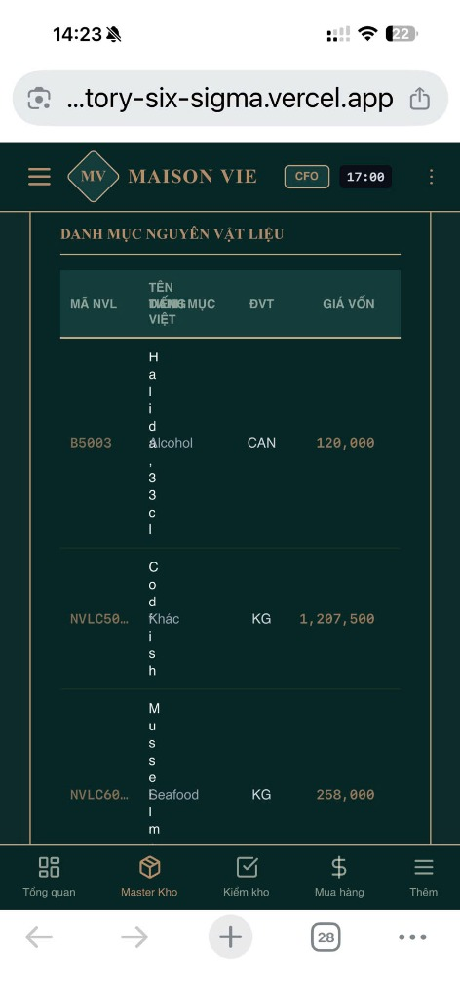 14:23
22
...tory-six-sigma.vercel.app
MV
MAISON VIE
CFO
17:00
DANH MỤC NGUYÊN VẬT LIỆU
MÃ NVL
TÊN
TIẾNG
VIỆT
DANH MỤC
ĐVT
GIÁ VỐN
B5003
Halida, 33cl
Alcohol
CAN
120,000
NVLC50…
Codfish
Khác
KG
1,207,500
NVLC60…
Mussel m
Seafood
KG
258,000
Tổng quan
Master Kho
Kiểm kho
Mua hàng
Thêm
28